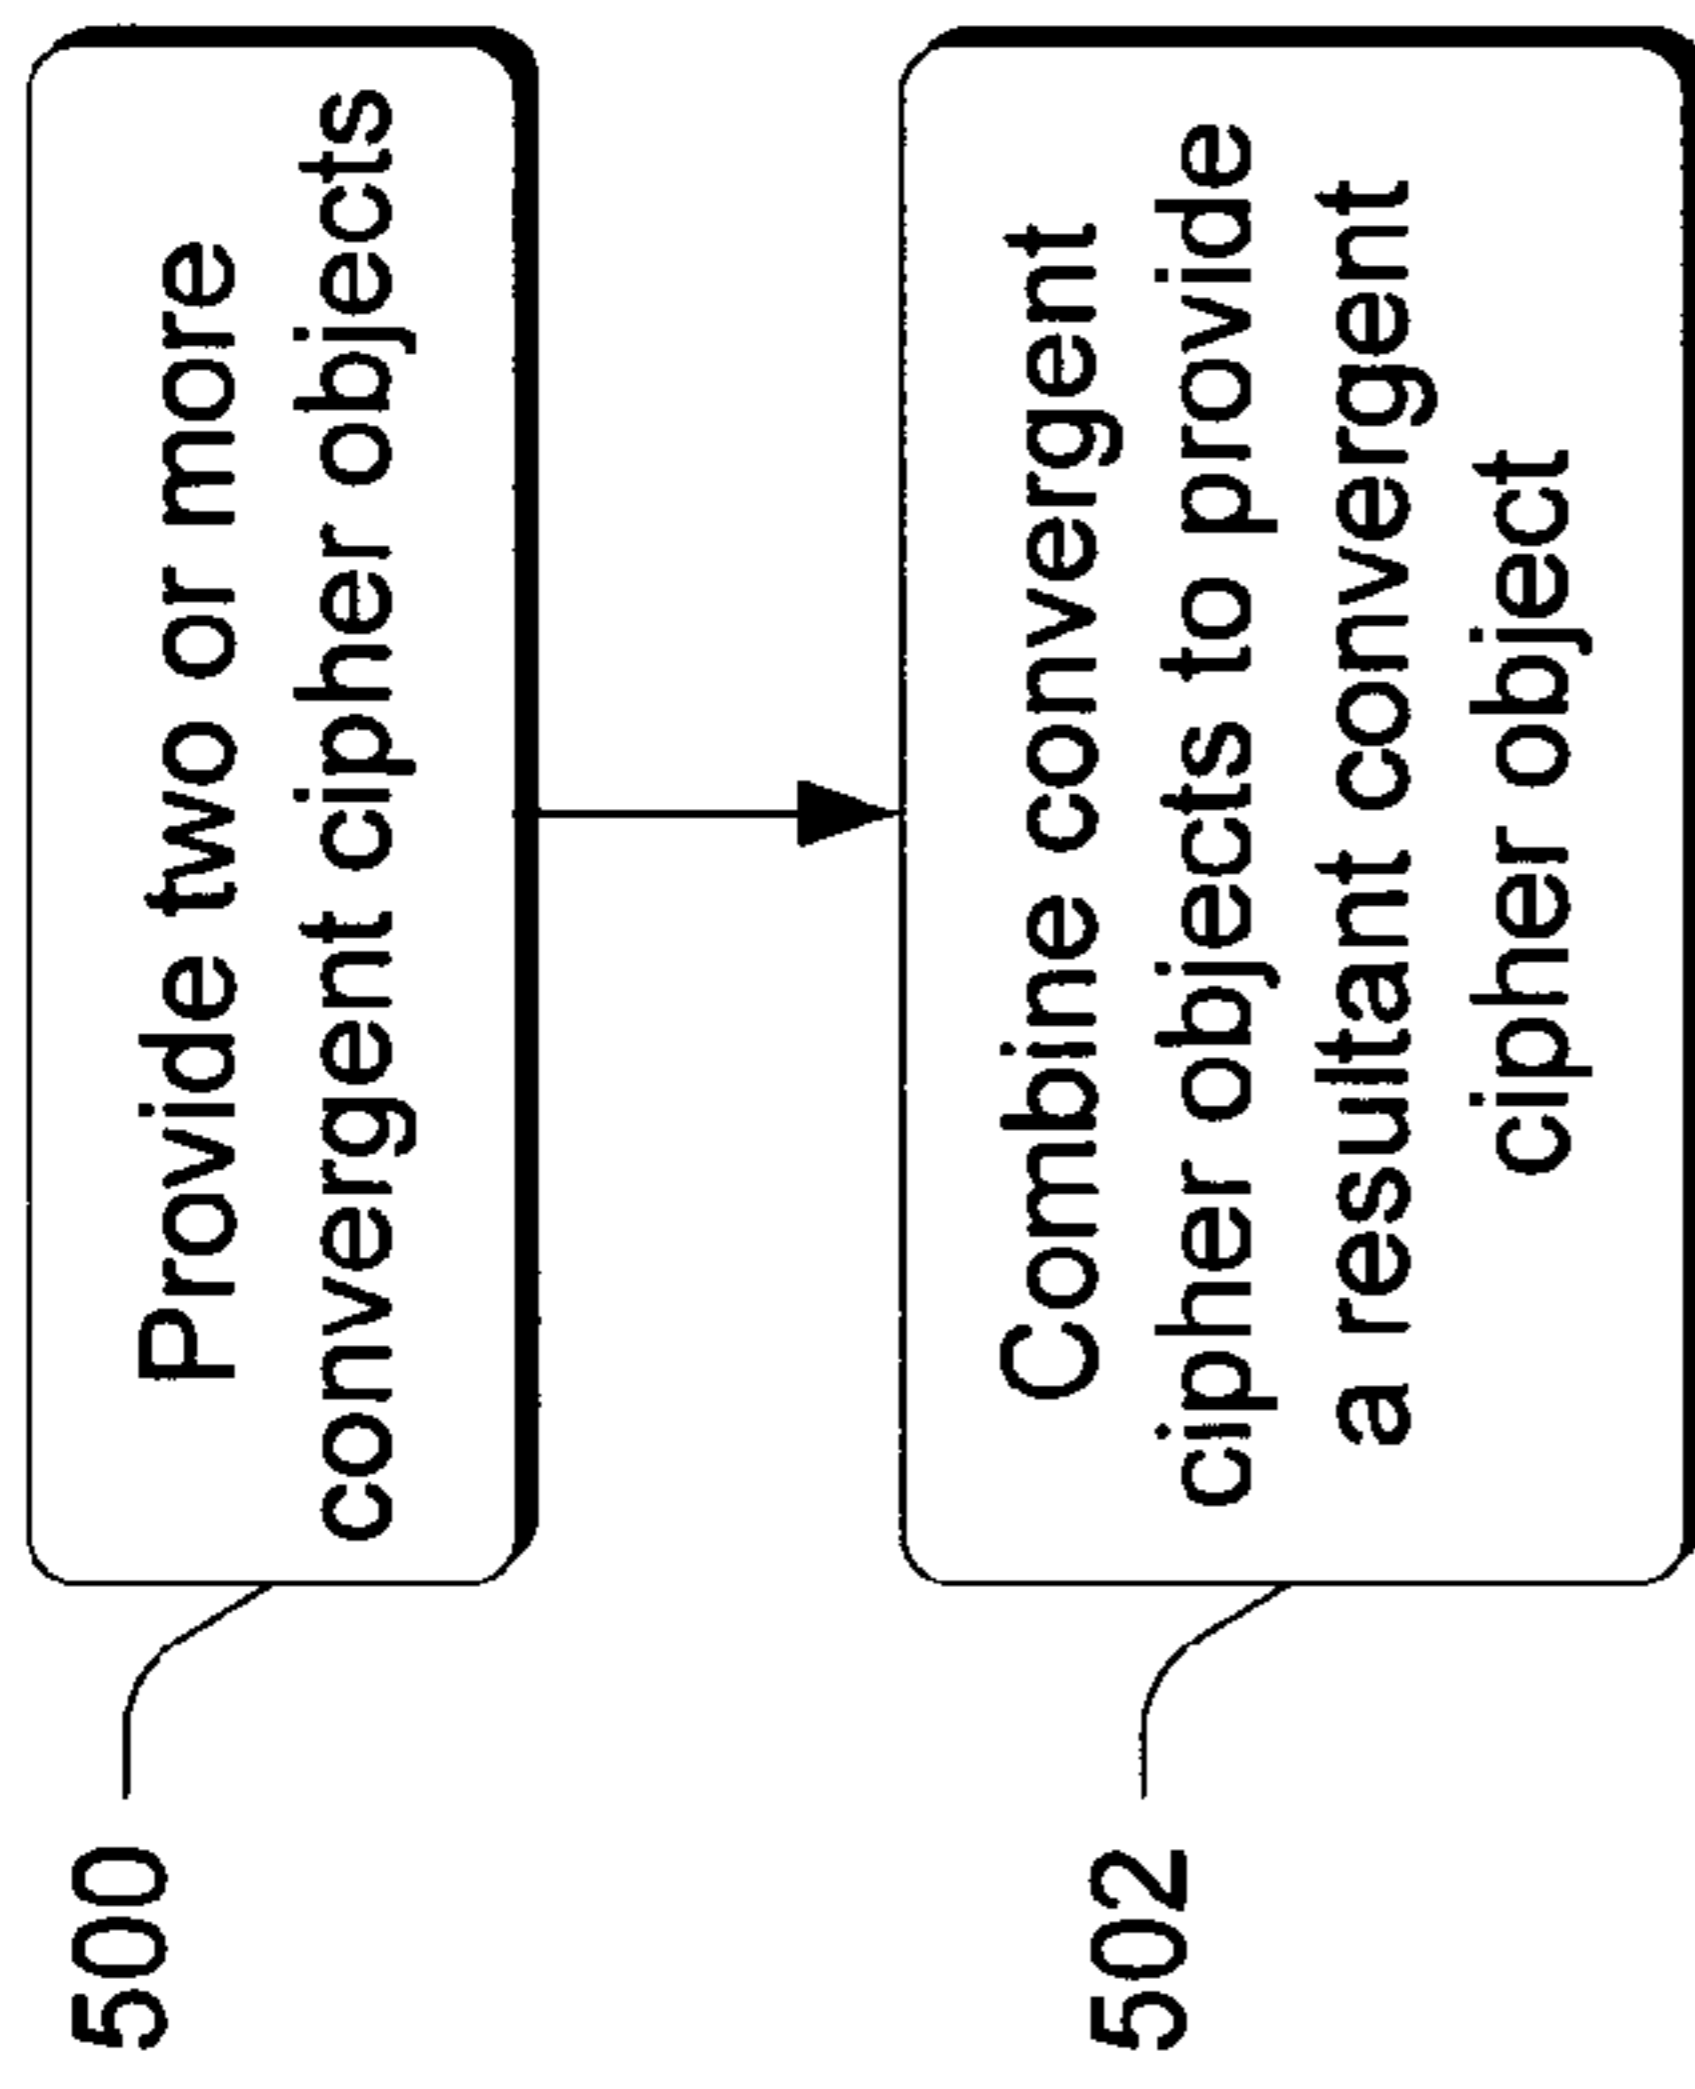 500
Provide two or more
convergent cipher objects
502
Combine convergent
cipher objects to provide
a resultant convergent
cipher object